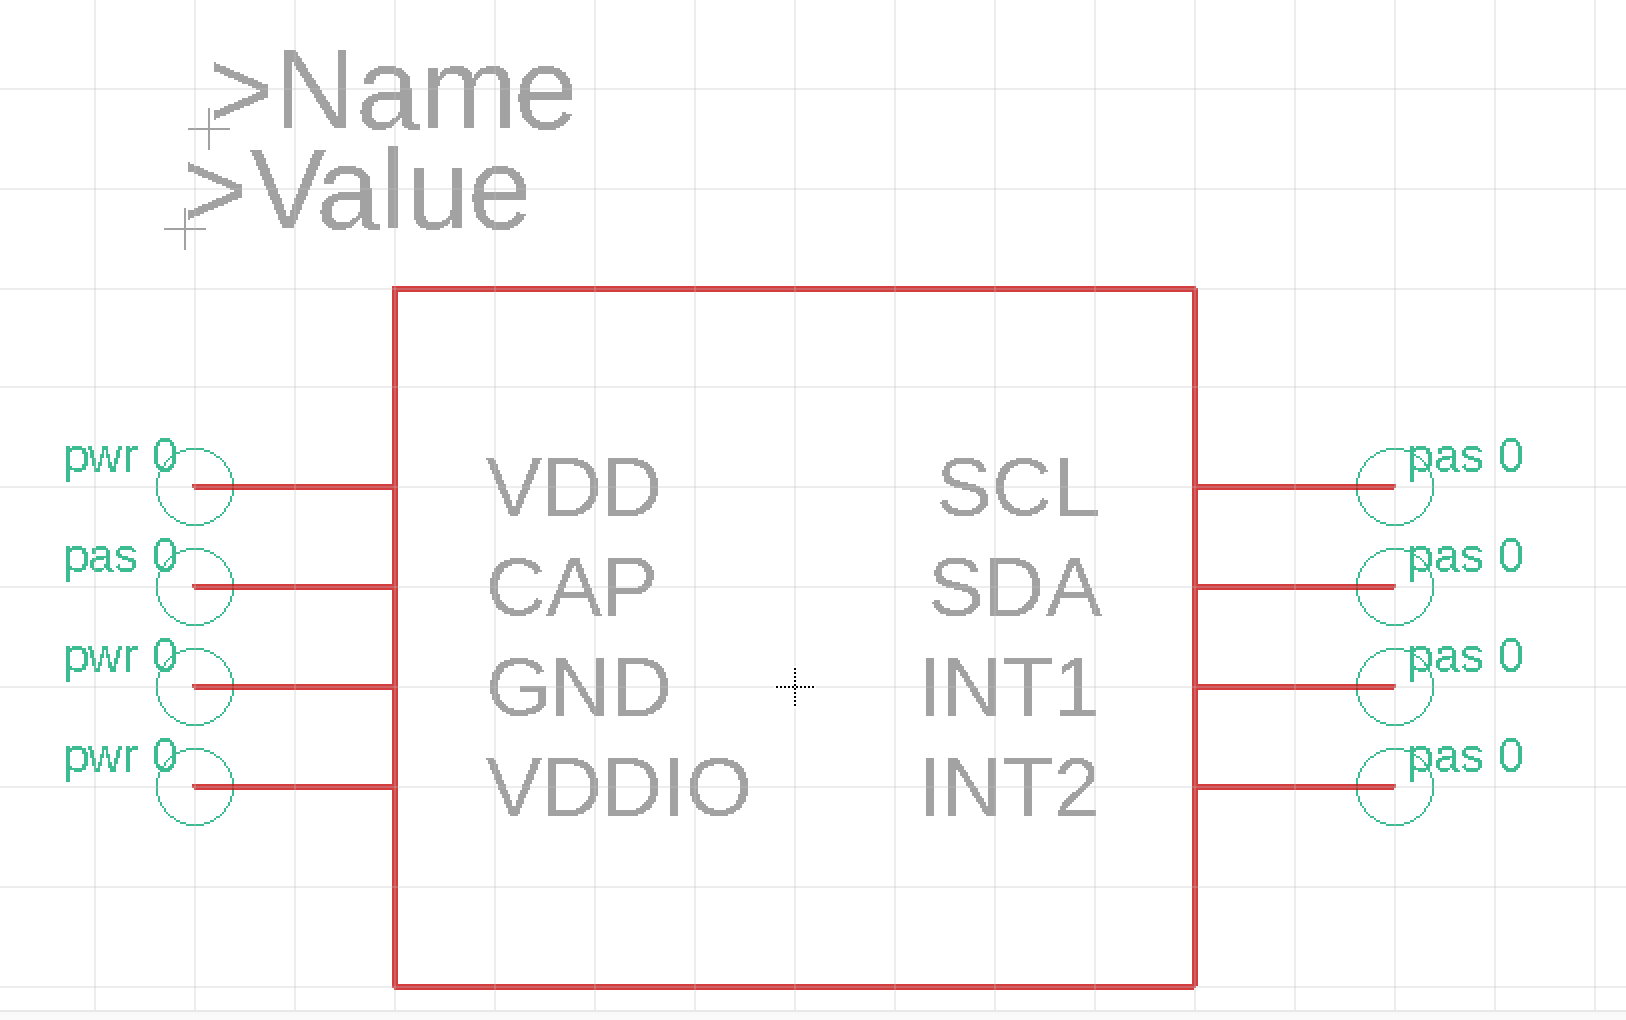 >Name
>Value
pwr 0 VDD SCL pas 0
pas 0 CAP SDA pas 0
pwr 0 GND INT1 pas 0
pwr 0 VDDIO INT2 pas 0